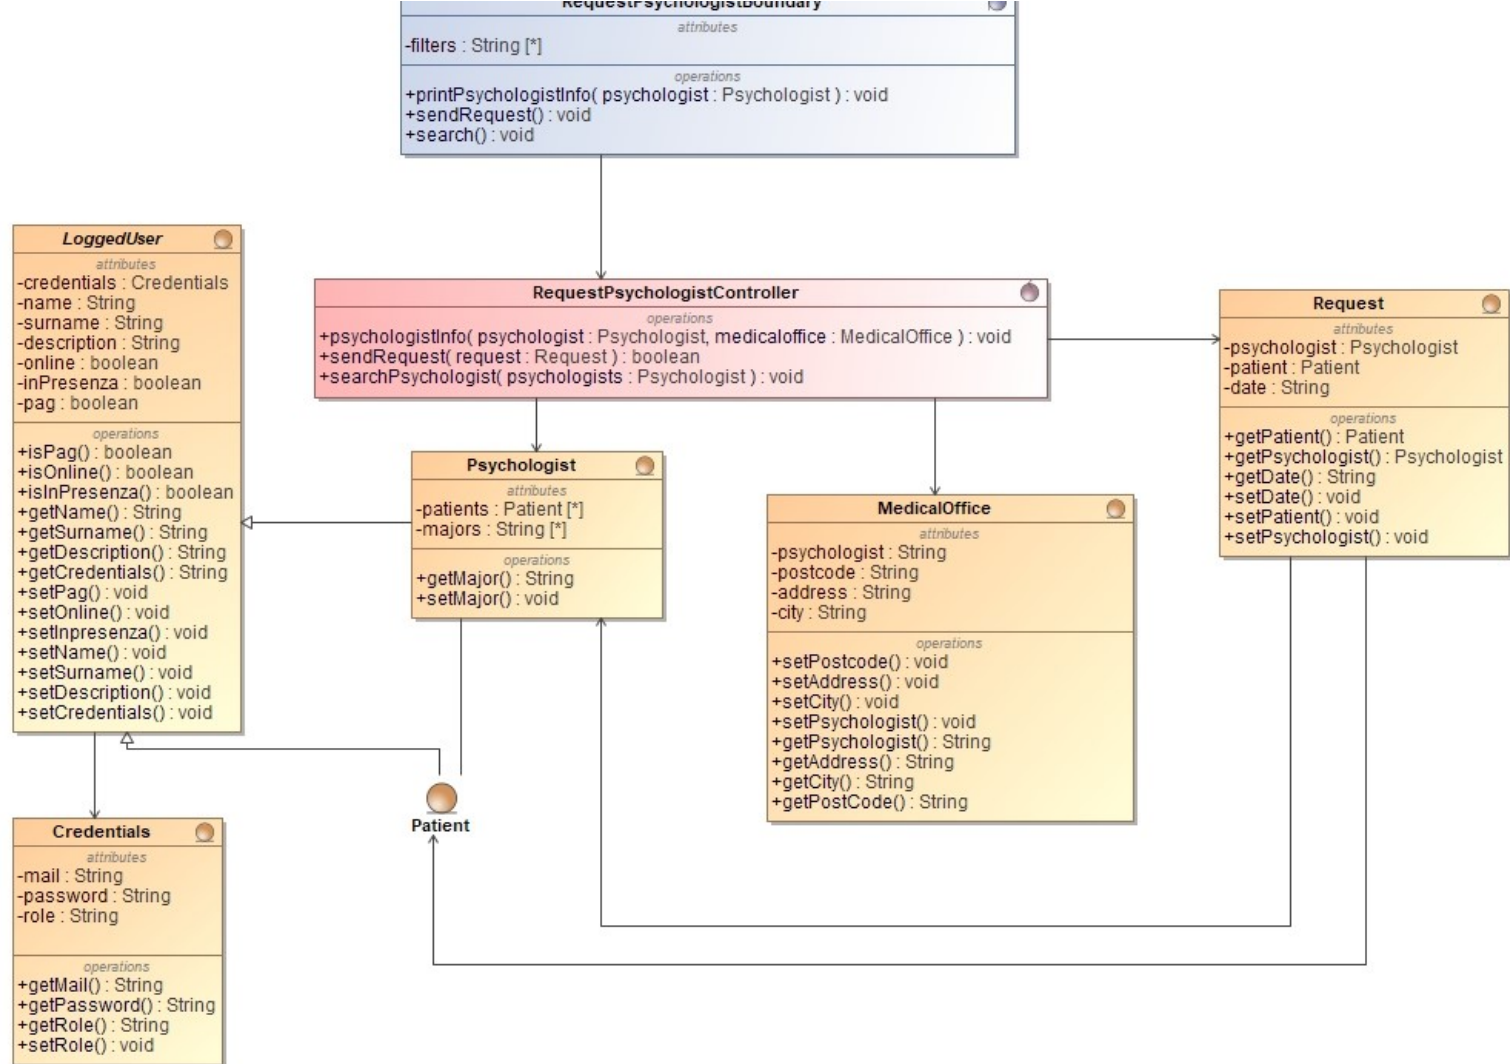 RequestPsychologistBoundary
attributes
-filters : String [*]
operations
+printPsychologistInfo( psychologist : Psychologist ) : void
+sendRequest() : void
+search() : void
LoggedUser
attributes
-credentials : Credentials
-name : String
-surname : String
-description : String
-online : boolean
-inPresenza : boolean
-pag : boolean
operations
+isPag() : boolean
+isOnline() : boolean
+isInPresenza() : boolean
+getName() : String
+getSurname() : String
+getDescription() : String
+getCredentials() : String
+setPag() : void
+setOnline() : void
+setInpresenza() : void
+setName() : void
+setSurname() : void
+setDescription() : void
+setCredentials() : void
RequestPsychologistController
operations
+psychologistInfo( psychologist : Psychologist, medicaloffice : MedicalOffice ) : void
+sendRequest( request : Request ) : boolean
+searchPsychologist( psychologists : Psychologist ) : void
Request
attributes
-psychologist : Psychologist
-patient : Patient
-date : String
operations
+getPatient() : Patient
+getPsychologist() : Psychologist
+getDate() : String
+setDate() : void
+setPatient() : void
+setPsychologist() : void
Psychologist
attributes
-patients : Patient [*]
-majors : String [*]
operations
+getMajor() : String
+setMajor() : void
MedicalOffice
attributes
-psychologist : String
-postcode : String
-address : String
-city : String
operations
+setPostcode() : void
+setAddress() : void
+setCity() : void
+setPsychologist() : void
+getPsychologist() : String
+getAddress() : String
+getCity() : String
+getPostCode() : String
Patient
Credentials
attributes
-mail : String
-password : String
-role : String
operations
+getMail() : String
+getPassword() : String
+getRole() : String
+setRole() : void